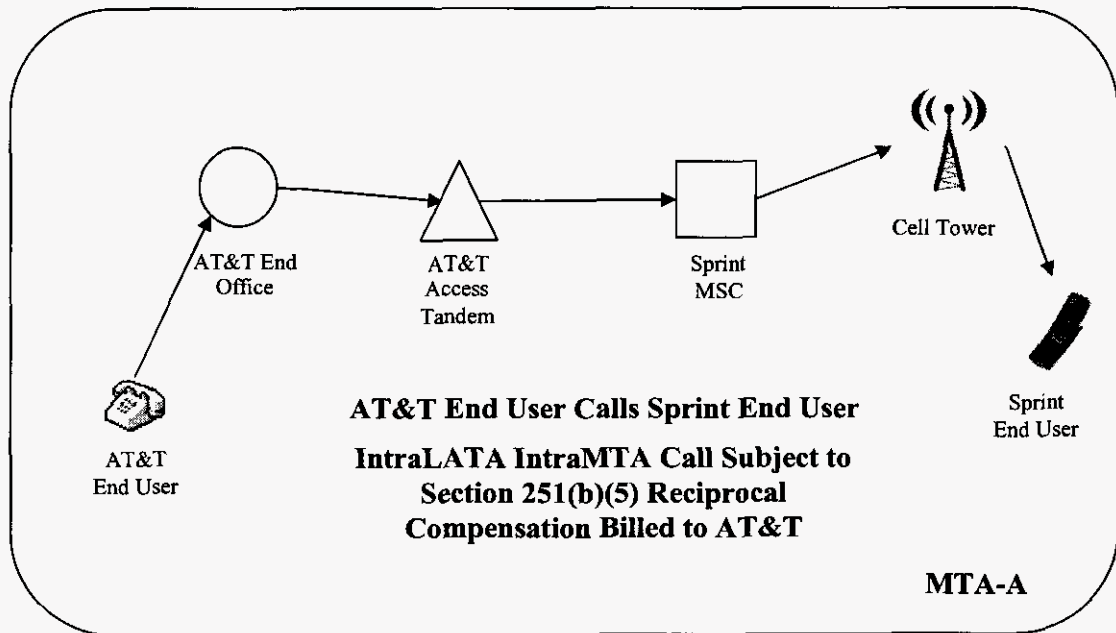 Cell Tower
AT&T End
Office
AT&T
Access
Tandem
Sprint
MSC
AT&T
End User
Sprint
End User
AT&T End User Calls Sprint End User
IntraLATA IntraMTA Call Subject to
Section 251(b)(5) Reciprocal
Compensation Billed to AT&T
MTA-A